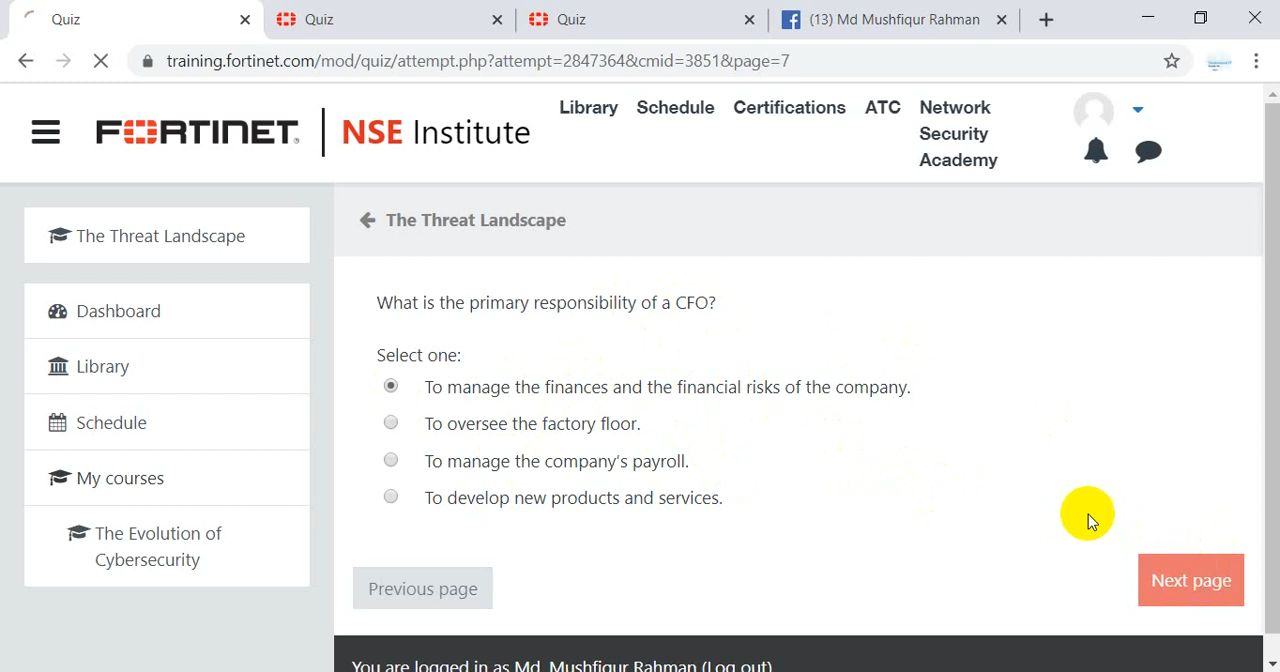 Quiz
Quiz
Quiz
(13) Md Mushfiqur Rahman
training.fortinet.com/mod/quiz/attempt.php?attempt=2847364&cmid=3851&page=7
FORTINET NSE Institute
Library Schedule Certifications ATC Network
Security
Academy
The Threat Landscape
Dashboard
Library
Schedule
My courses
The Evolution of
Cybersecurity
The Threat Landscape
What is the primary responsibility of a CFO?
Select one:
To manage the finances and the financial risks of the company.
To oversee the factory floor.
To manage the company's payroll.
To develop new products and services.
Previous page
Next page
You are logged in as Md. Mushfiqur Rahman (Log out)